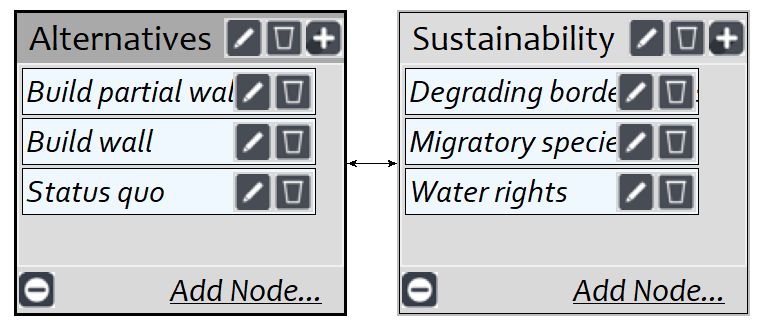 Alternatives
Build partial wal
Build wall
Status quo
Add Node...
Sustainability
Degrading borde
Migratory specie
Water rights
Add Node...